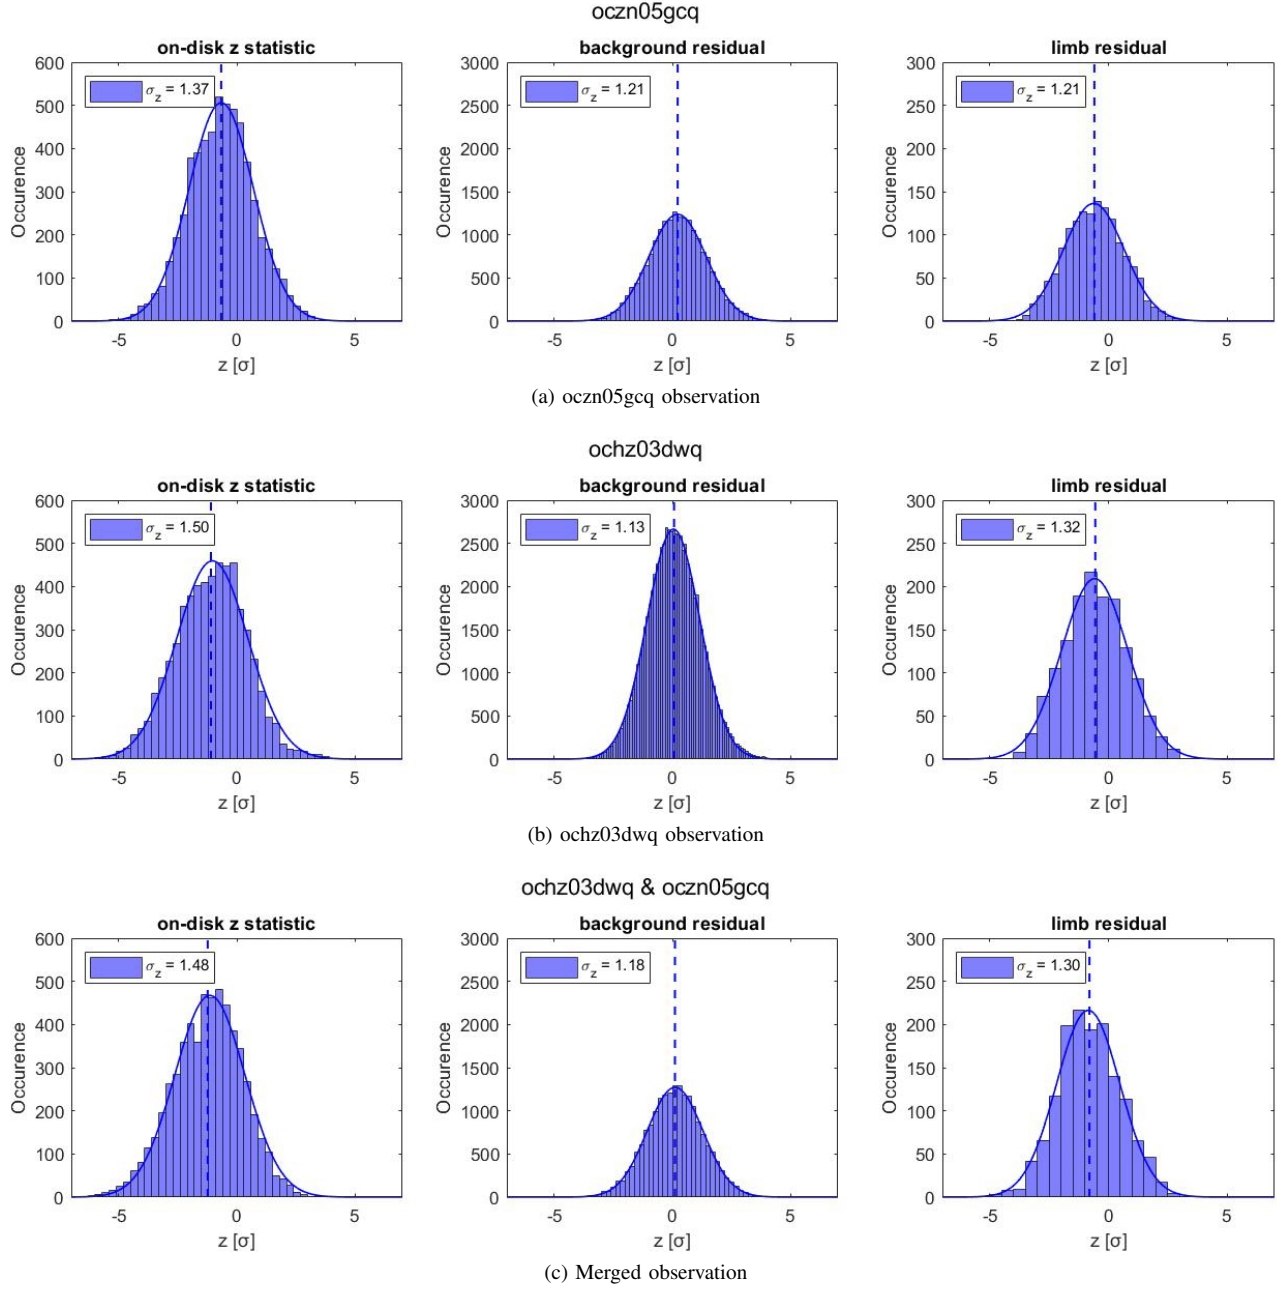 oczn05gcq
on-disk z statistic
background residual
limb residual
σz = 1.37
σz = 1.21
σz = 1.21
Occurence
Occurence
Occurence
600
500
400
300
200
100
0
3000
2500
2000
1500
1000
500
0
300
250
200
150
100
50
0
-5 0 5
-5 0 5
-5 0 5
z [σ]
z [σ]
z [σ]
(a) oczn05gcq observation
ochz03dwq
on-disk z statistic
background residual
limb residual
σz = 1.50
σz = 1.13
σz = 1.32
Occurence
Occurence
Occurence
600
500
400
300
200
100
0
3000
2500
2000
1500
1000
500
0
300
250
200
150
100
50
0
-5 0 5
-5 0 5
-5 0 5
z [σ]
z [σ]
z [σ]
(b) ochz03dwq observation
ochz03dwq & oczn05gcq
on-disk z statistic
background residual
limb residual
σz = 1.48
σz = 1.18
σz = 1.30
Occurence
Occurence
Occurence
600
500
400
300
200
100
0
3000
2500
2000
1500
1000
500
0
300
250
200
150
100
50
0
-5 0 5
-5 0 5
-5 0 5
z [σ]
z [σ]
z [σ]
(c) Merged observation